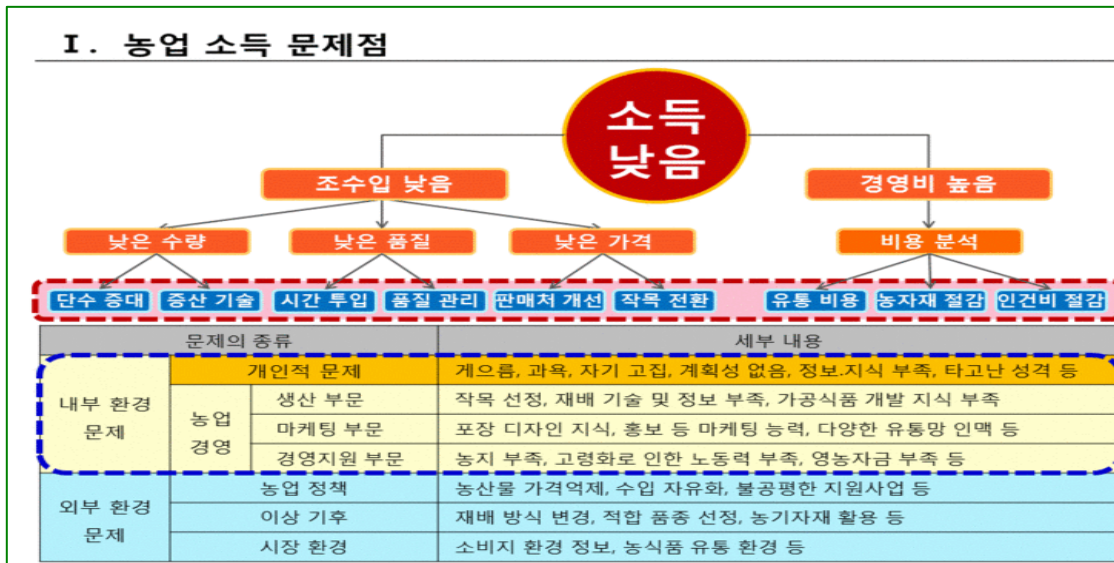 Ⅰ. 농업 소득 문제점
소득
낮음
조수입 낮음
경영비 높음
낮은 수량
낮은 품질
낮은 가격
비용 분석
단수 증대
증산 기술
시간 투입
품질 관리
판매처 개선
작목 전환
유통 비용
농자재 절감
인건비 절감
문제의 종류
세부 내용
내부 환경
문제
개인적 문제
게으름, 과욕, 자기 고집, 계획성 없음, 정보.지식 부족, 타고난 성격 등
농업
경영
생산 부문
작목 선정, 재배 기술 및 정보 부족, 가공식품 개발 지식 부족
마케팅 부문
포장 디자인 지식, 홍보 등 마케팅 능력, 다양한 유통망 인맥 등
경영지원 부문
농지 부족, 고령화로 인한 노동력 부족, 영농자금 부족 등
외부 환경
문제
농업 정책
농산물 가격억제, 수입 자유화, 불공평한 지원사업 등
이상 기후
재배 방식 변경, 적합 품종 선정, 농기자재 활용 등
시장 환경
소비지 환경 정보, 농식품 유통 환경 등